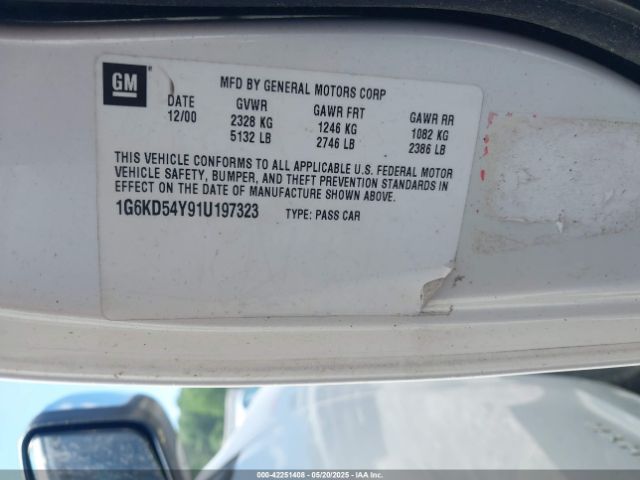 GM
MFD BY GENERAL MOTORS CORP
DATE GVWR GAWR FRT GAWR RR
12/00 2328 KG 1246 KG 1082 KG
5132 LB 2746 LB 2386 LB
THIS VEHICLE CONFORMS TO ALL APPLICABLE U.S. FEDERAL MOTOR
VEHICLE SAFETY, BUMPER, AND THEFT PREVENTION STANDARDS IN
EFFECT ON THE DATE OF MANUFACTURE SHOWN ABOVE.
1G6KD54Y91U197323 TYPE: PASS CAR
000-42251408 - 05/20/2025 - IAA, Inc.